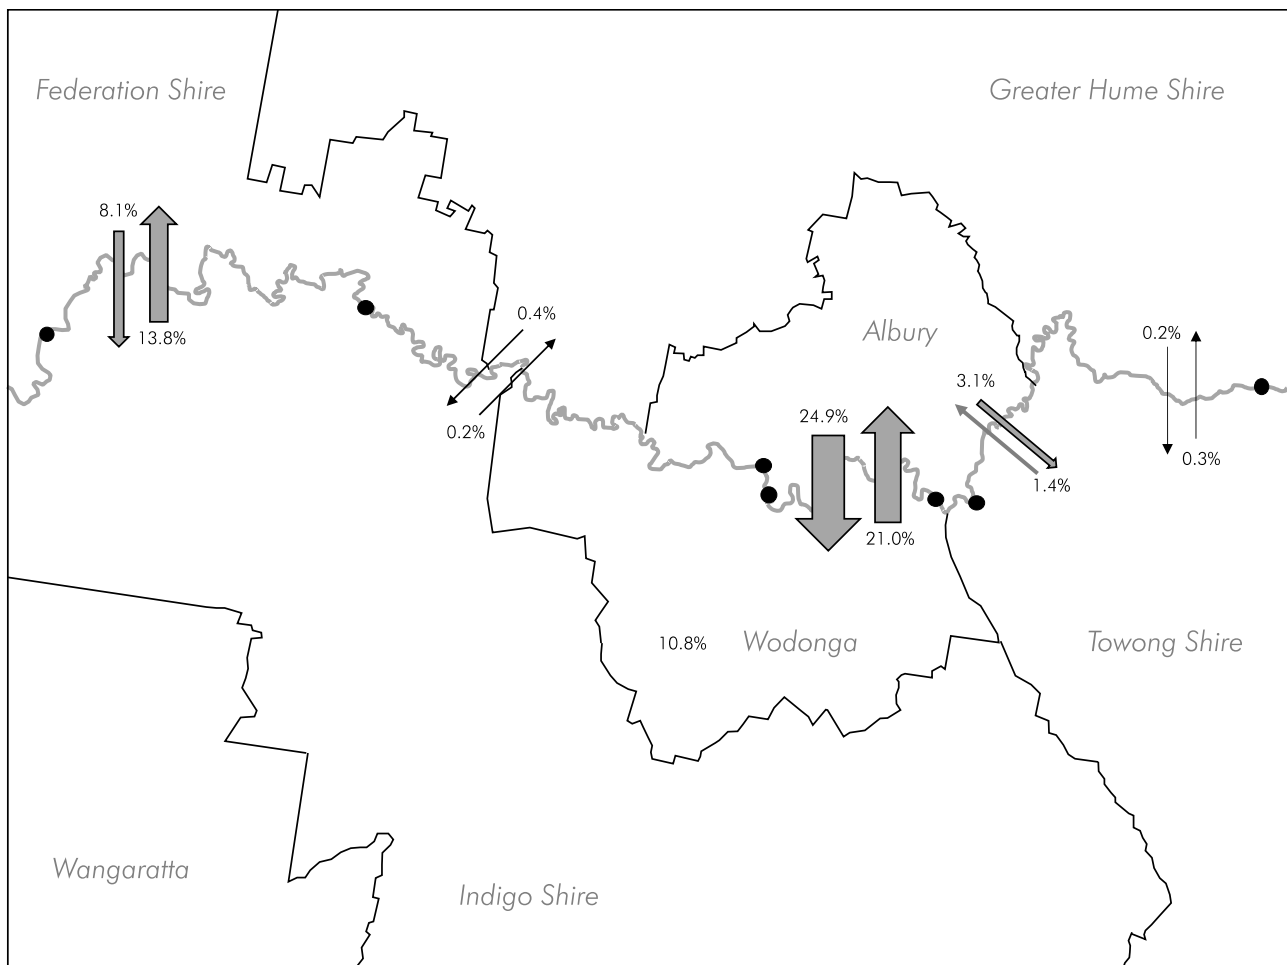 Federation Shire
Greater Hume Shire
8.1%
13.8%
0.4%
0.2%
Albury
0.2%
0.3%
3.1%
1.4%
24.9%
21.0%
10.8%
Wodonga
Towong Shire
Wangaratta
Indigo Shire